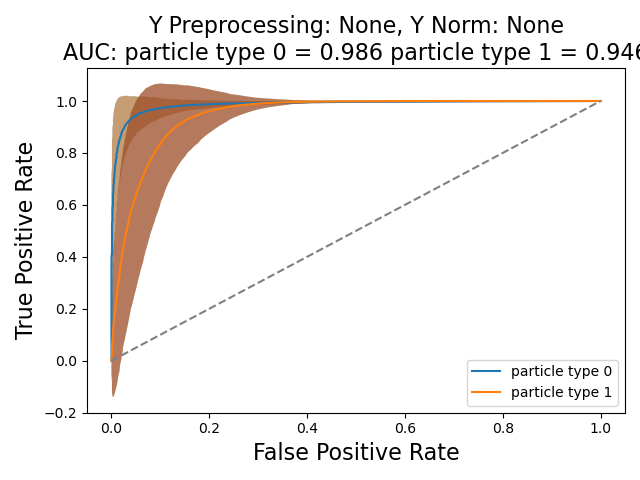 Y Preprocessing: None, Y Norm: None
AUC: particle type 0 = 0.986 particle type 1 = 0.946
True Positive Rate
1.0
0.8
0.6
0.4
0.2
0.0
−0.2
particle type 0
particle type 1
0.0 0.2 0.4 0.6 0.8 1.0
False Positive Rate